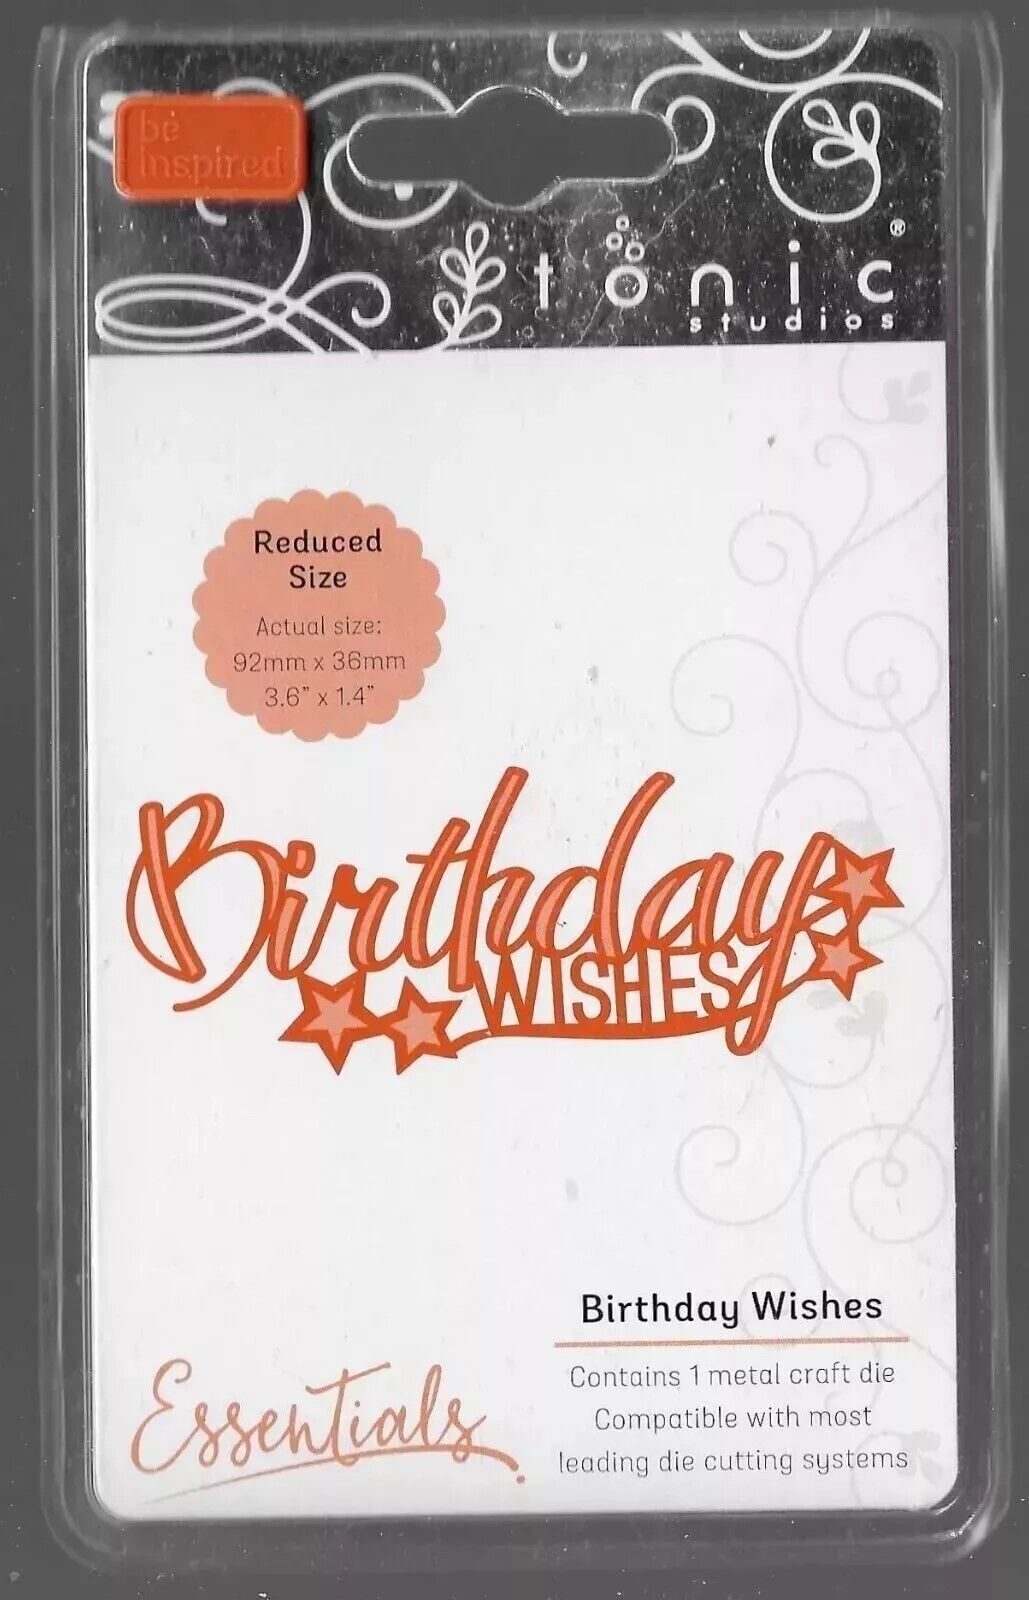 be
inspired
tonic®
studios
Reduced
Size
Actual size:
92mm x 36mm
3.6" x 1.4"
Birthday
WISHES
Birthday Wishes
Contains 1 metal craft die
Compatible with most
leading die cutting systems
Essentials